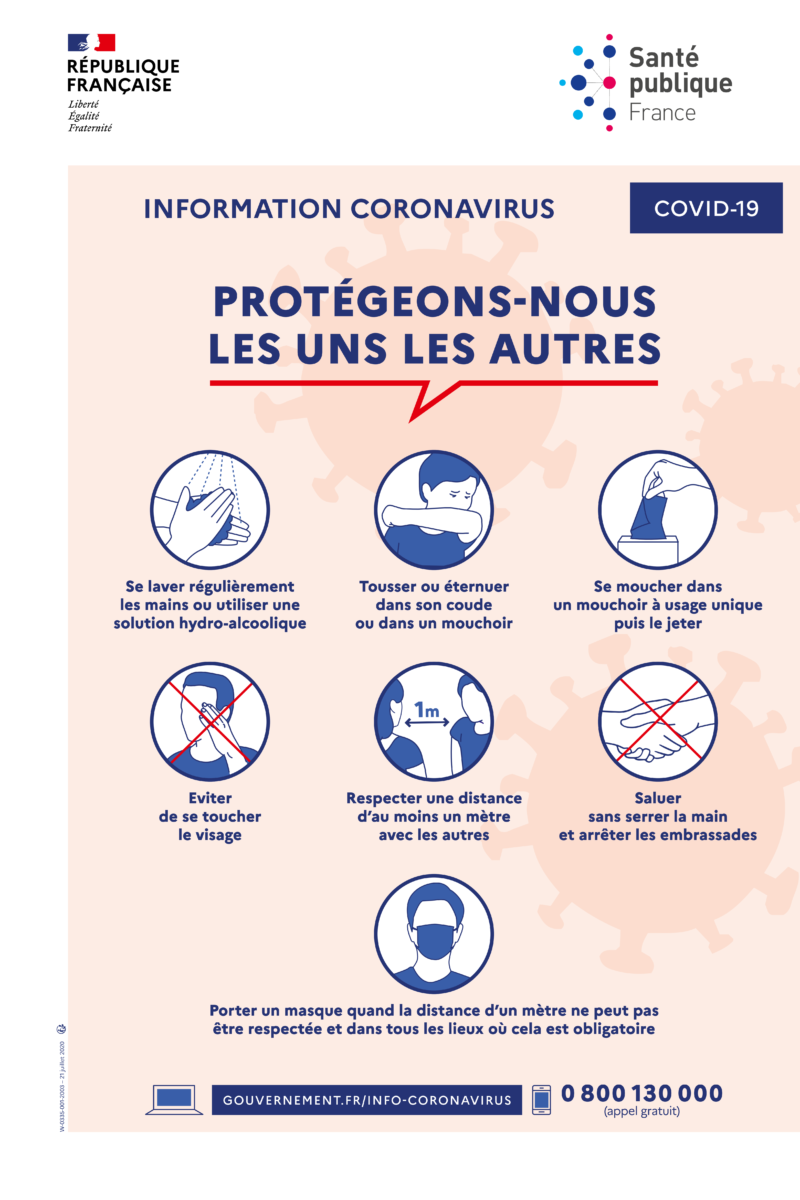 RÉPUBLIQUE
FRANÇAISE
Liberté
Égalité
Fraternité
Santé
publique
France
INFORMATION CORONAVIRUS
COVID-19
PROTÉGEONS-NOUS
LES UNS LES AUTRES
Se laver régulièrement
les mains ou utiliser une
solution hydro-alcoolique
Tousser ou éternuer
dans son coude
ou dans un mouchoir
Se moucher dans
un mouchoir à usage unique
puis le jeter
1m
Eviter
de se toucher
le visage
Respecter une distance
d'au moins un mètre
avec les autres
Saluer
sans serrer la main
et arrêter les embrassades
Porter un masque quand la distance d'un mètre ne peut pas
être respectée et dans tous les lieux où cela est obligatoire
GOUVERNEMENT.FR/INFO-CORONAVIRUS
0 800 130 000
(appel gratuit)
W-0335-001-2003 – 21 juillet 2020